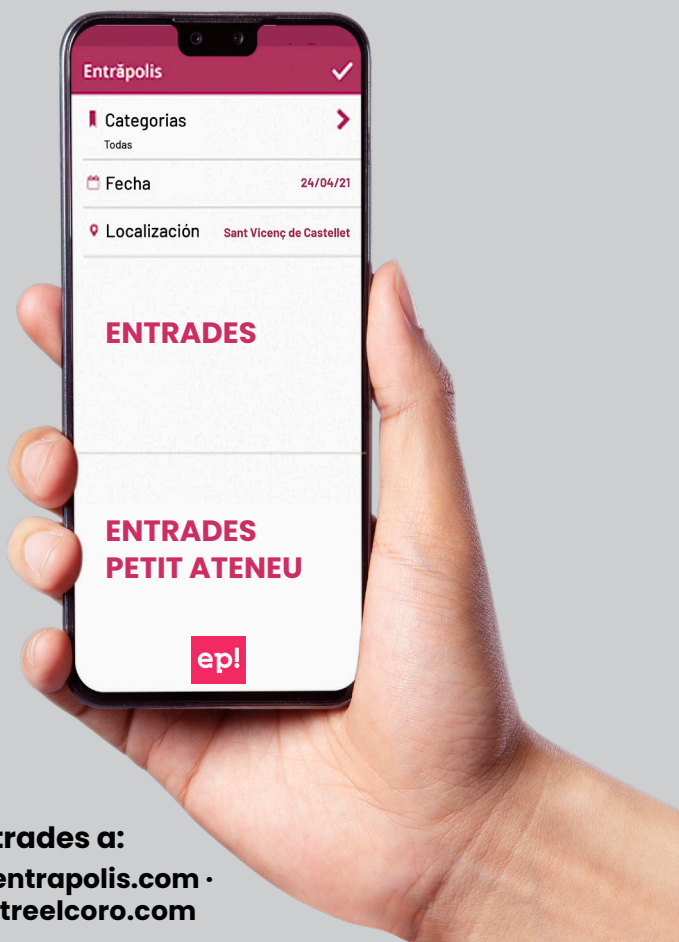 Entrăpolis
Categorias
Todas
Fecha 24/04/21
Localización Sant Vicenç de Castellet
ENTRADES
ENTRADES
PETIT ATENEU
ep!
trades a:
entrapolis.com ·
treelcoro.com